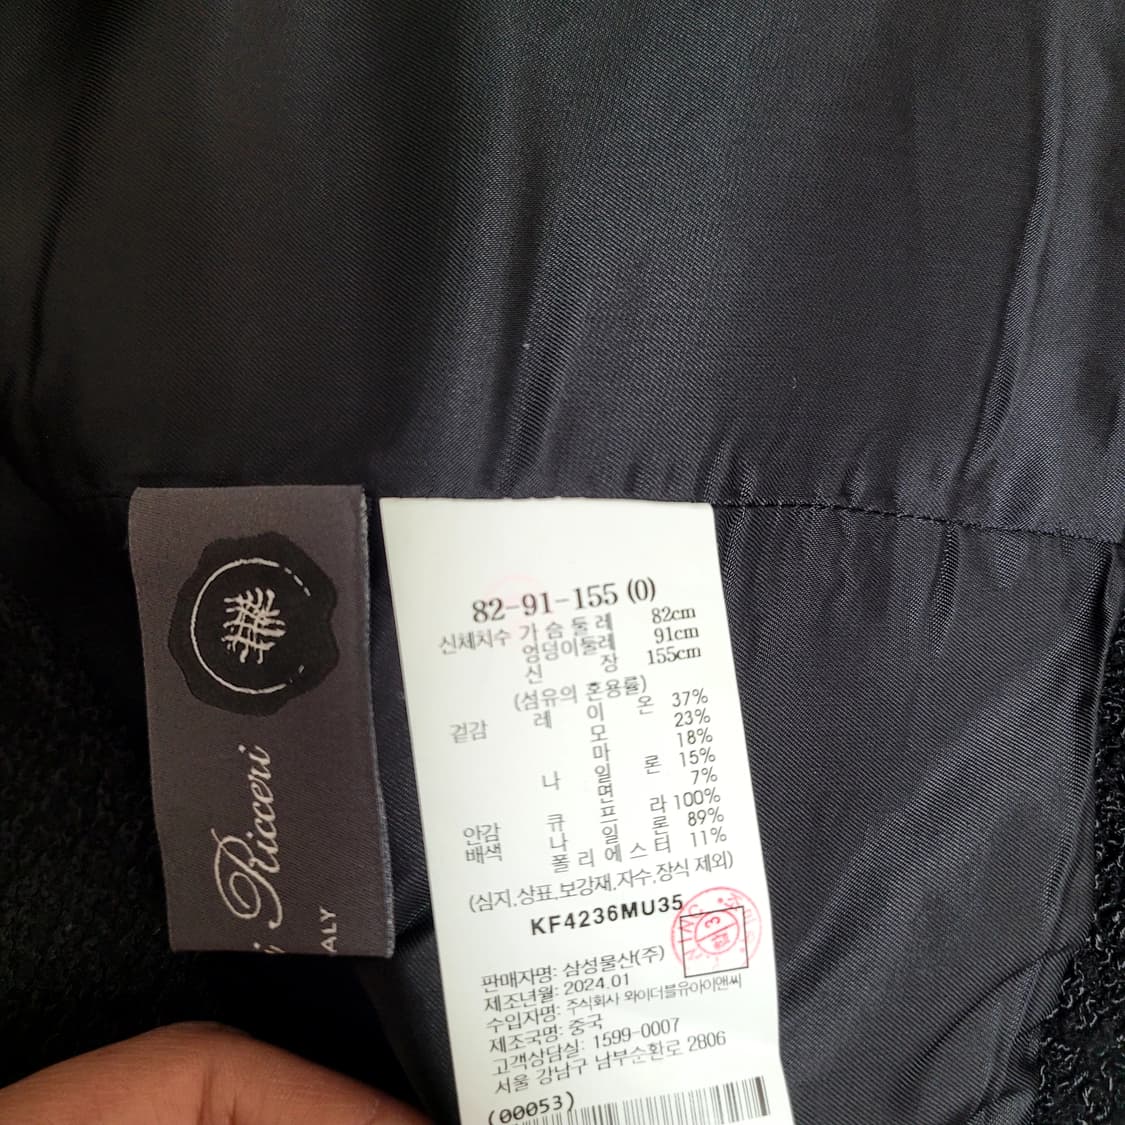 Ricceri
ALY
82-91-155 (0)
신체치수 가슴둘레 82cm
엉덩이둘레 91cm
신장 155cm
(섬유의 혼용률)
겉감 레이온 37%
모 23%
마 18%
나일론 15%
면 7%
안감 큐프라 100%
배색 나일론 89%
폴리에스터 11%
(심지,상표,보강재,자수,장식 제외)
KF4236MU35
판매자명: 삼성물산(주)
제조년월: 2024.01
수입자명: 주식회사 와이더블유아이앤씨
제조국명: 중국
고객상담실: 1599-0007
서울 강남구 남부순환로 2806
(00053)